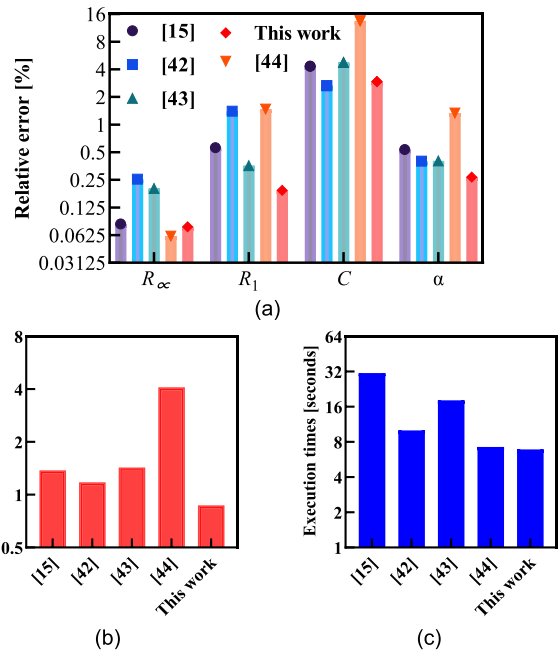 16
8
4
2
1
0.5
0.25
0.125
0.0625
0.03125
Relative error [%]
[15]
[42]
[43]
This work
[44]
R∝ R1 C α
(a)
8
4
2
1
0.5
[15] [42] [43] [44] This work
(b)
64
32
16
8
4
2
1
Execution times [seconds]
[15] [42] [43] [44] This work
(c)